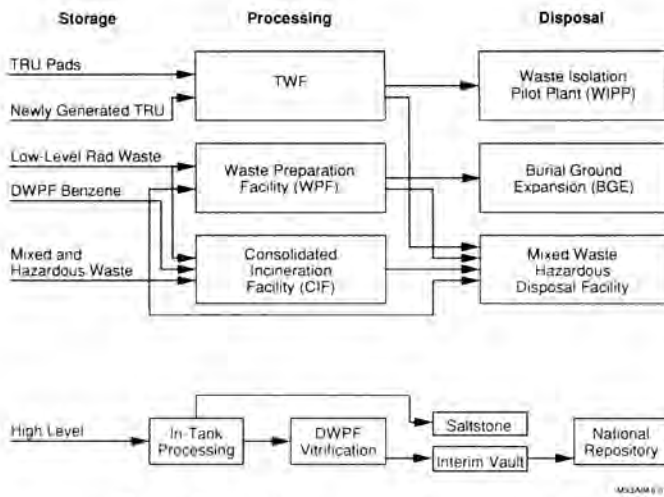 Storage
Processing
Disposal
TRU Pads
Newly Generated TRU
TWF
Waste Isolation
Pilot Plant (WIPP)
Low-Level Rad Waste
DWPF Benzene
Waste Preparation
Facility (WPF)
Burial Ground
Expansion (BGE)
Mixed and
Hazardous Waste
Consolidated
Incineration
Facility (CIF)
Mixed Waste
Hazardous
Disposal Facility
High Level
In-Tank
Processing
DWPF
Vitrification
Saltstone
Interim Vault
National
Repository